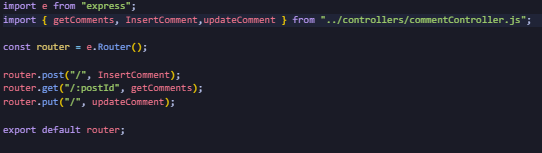 import e from "express";
import { getComments, InsertComment,updateComment } from "../controllers/commentController.js";
const router = e.Router();
router.post("/", InsertComment);
router.get("/:postId", getComments);
router.put("/", updateComment);
export default router;